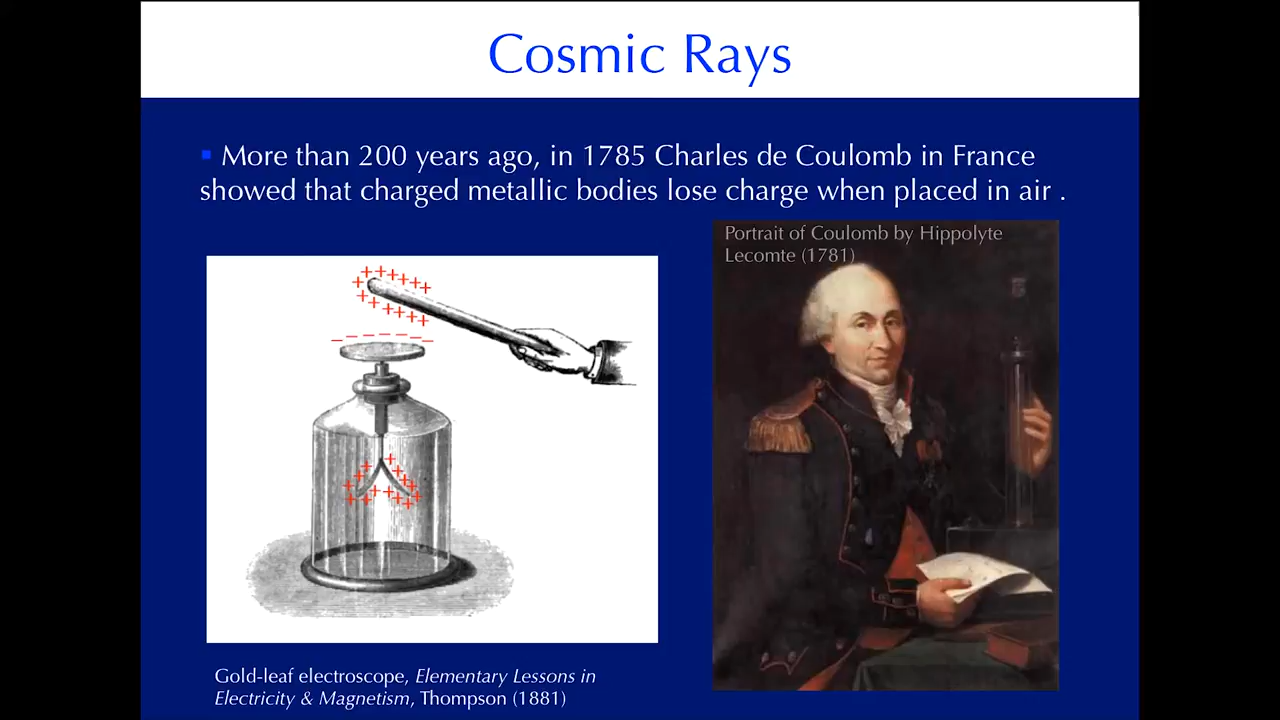 Cosmic Rays
▪ More than 200 years ago, in 1785 Charles de Coulomb in France
showed that charged metallic bodies lose charge when placed in air .
Portrait of Coulomb by Hippolyte
Lecomte (1781)
Gold-leaf electroscope, Elementary Lessons in
Electricity & Magnetism, Thompson (1881)